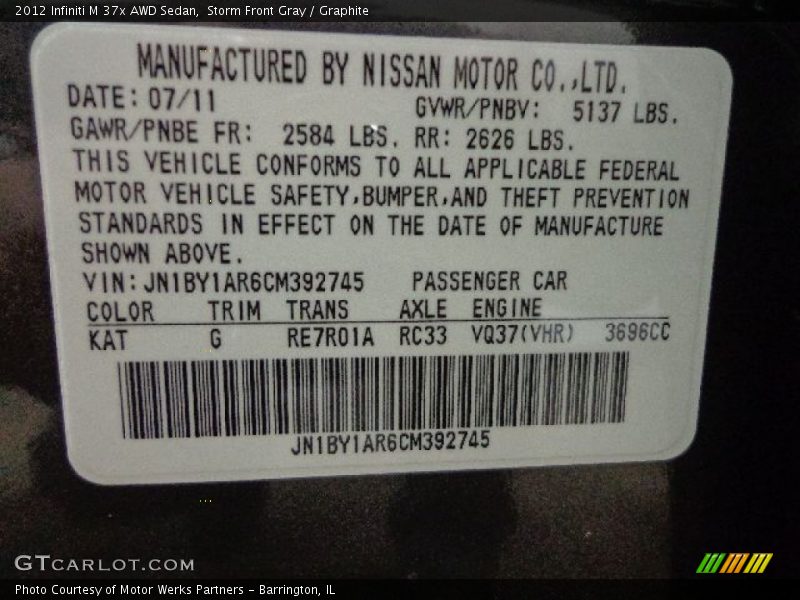 2012 Infiniti M 37x AWD Sedan,  Storm Front Gray / Graphite
MANUFACTURED BY NISSAN MOTOR CO.,LTD.
DATE: 07/11 GVWR/PNBV: 5137 LBS.
GAWR/PNBE FR: 2584 LBS. RR: 2626 LBS.
THIS VEHICLE CONFORMS TO ALL APPLICABLE FEDERAL
MOTOR VEHICLE SAFETY,BUMPER,AND THEFT PREVENTION
STANDARDS IN EFFECT ON THE DATE OF MANUFACTURE
SHOWN ABOVE.
VIN:JN1BY1AR6CM392745 PASSENGER CAR
COLOR TRIM TRANS AXLE ENGINE
KAT G RE7R01A RC33 VQ37(VHR) 3696CC
JN1BY1AR6CM392745
GTCARLOT.COM
Photo Courtesy of Motor Werks Partners - Barrington, IL